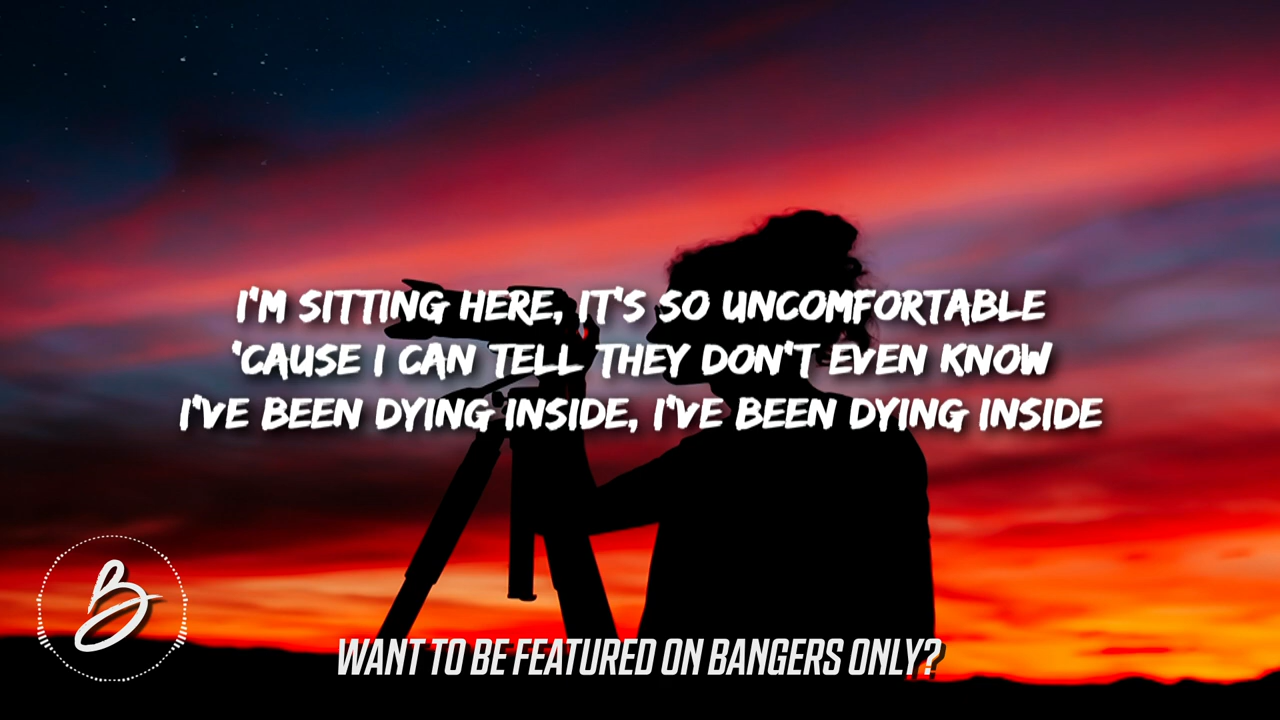 I'M SITTING HERE, IT'S SO UNCOMFORTABLE
'CAUSE I CAN TELL THEY DON'T EVEN KNOW
I'VE BEEN DYING INSIDE, I'VE BEEN DYING INSIDE
B
WANT TO BE FEATURED ON BANGERS ONLY?